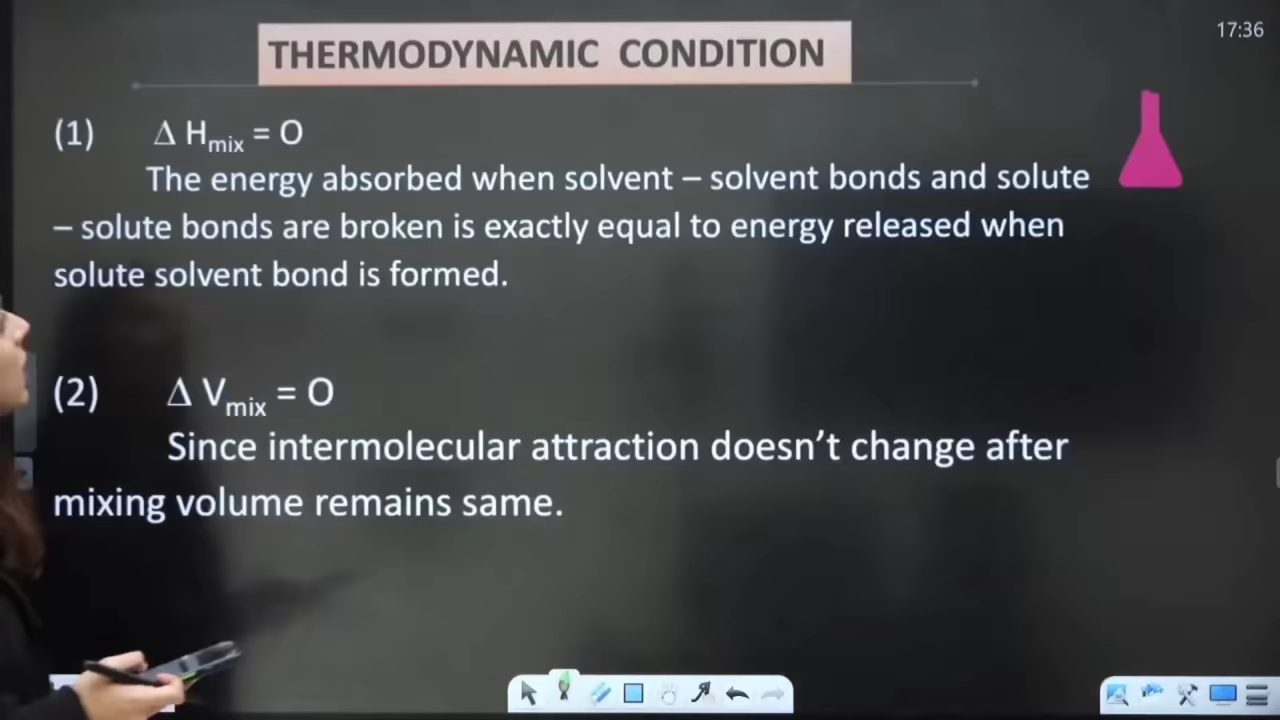 THERMODYNAMIC CONDITION
17:36
(1) Δ Hmix = O
The energy absorbed when solvent – solvent bonds and solute
– solute bonds are broken is exactly equal to energy released when
solute solvent bond is formed.
(2) Δ Vmix = O
Since intermolecular attraction doesn’t change after
mixing volume remains same.